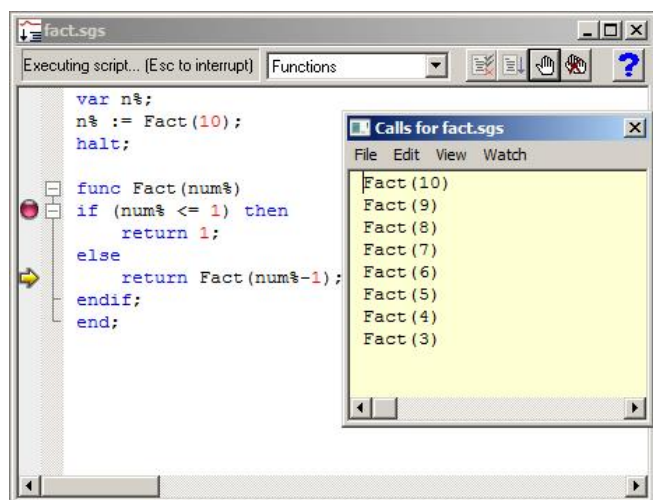 fact.sgs
Executing script... (Esc to interrupt) Functions
var n%;
n% := Fact(10);
halt;
func Fact(num%)
if (num% <= 1) then
return 1;
else
return Fact(num%-1);
endif;
end;
Calls for fact.sgs
File Edit View Watch
Fact(10)
Fact(9)
Fact(8)
Fact(7)
Fact(6)
Fact(5)
Fact(4)
Fact(3)